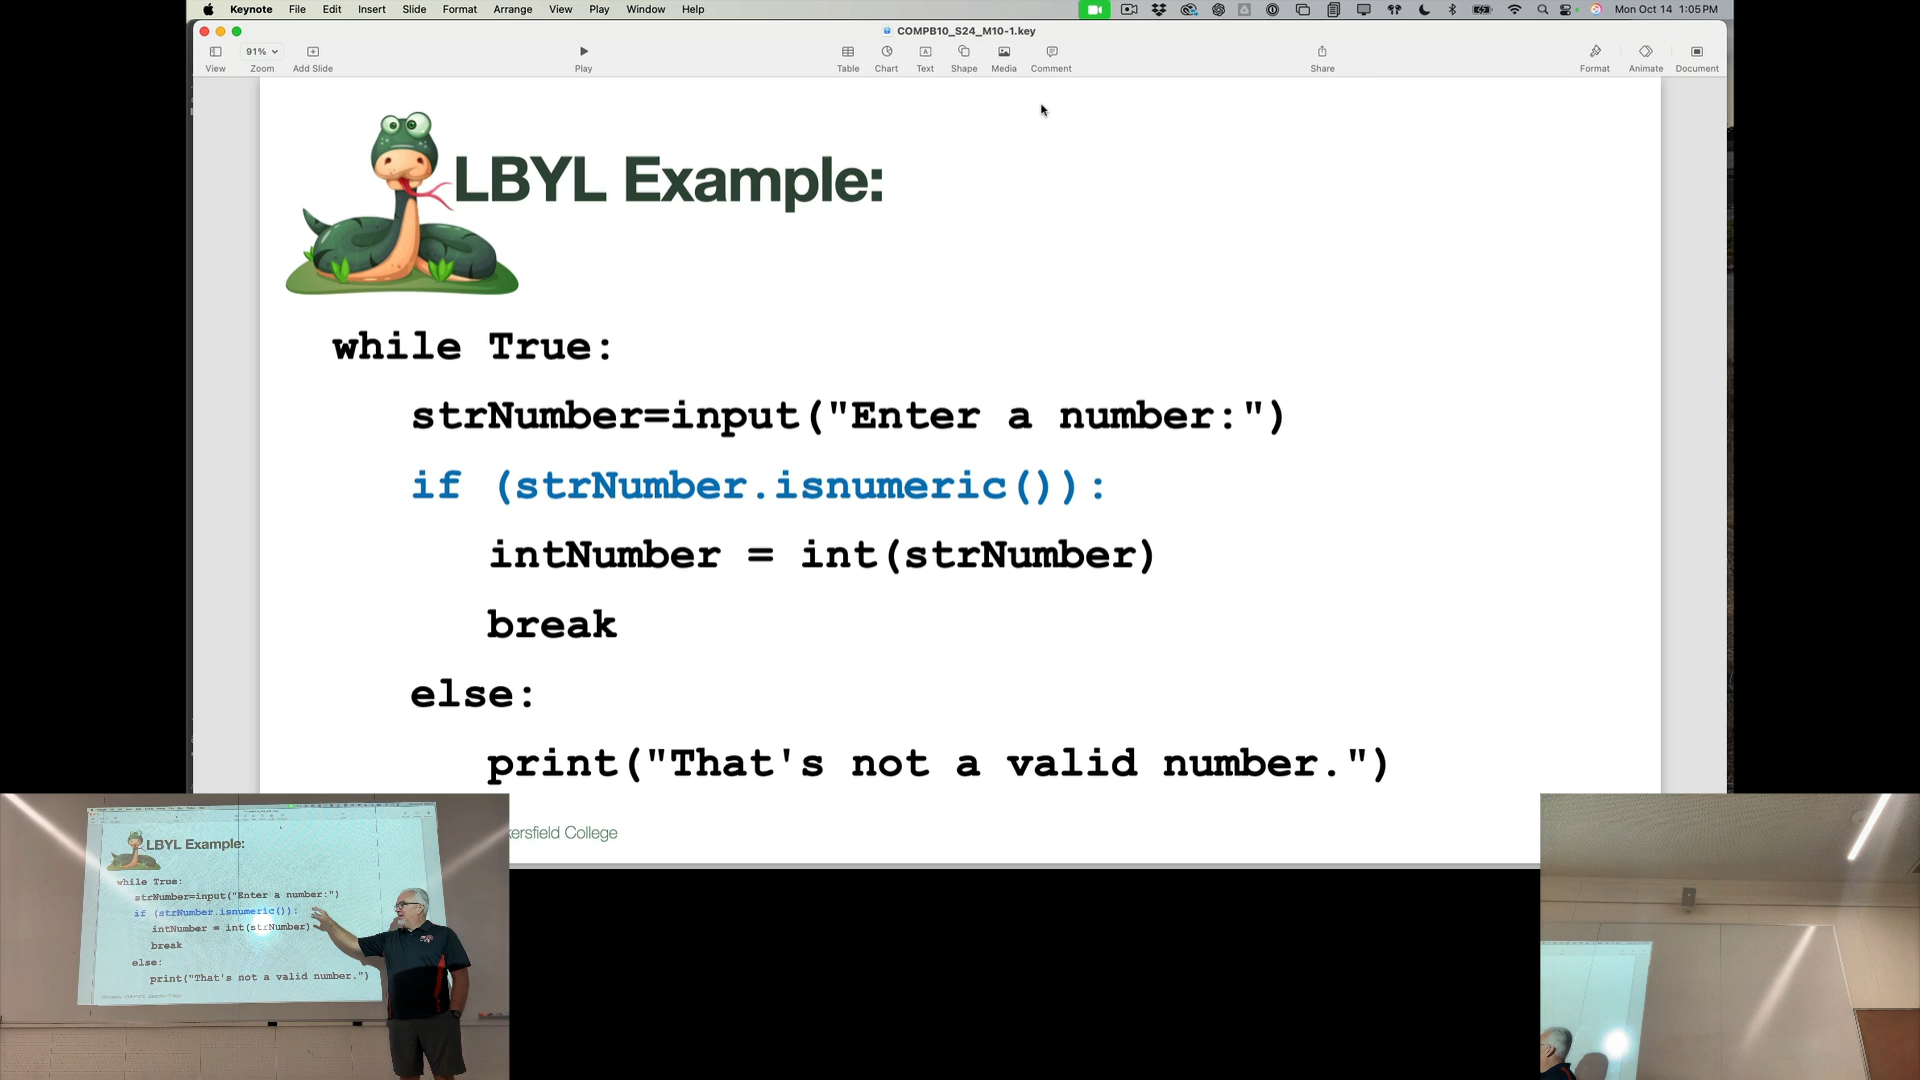 Keynote File Edit Insert Slide Format Arrange View Play Window Help Mon Oct 14 1:05 PM
COMPB10_S24_M10-1.key
91%
View Zoom Add Slide Play Table Chart Text Shape Media Comment Share Format Animate Document
LBYL Example:
while True:
strNumber=input("Enter a number:")
if (strNumber.isnumeric()):
intNumber = int(strNumber)
break
else:
print("That's not a valid number.")
kersfield College
LBYL Example:
while True:
strNumber=input("Enter a number:")
if (strNumber.isnumeric()):
intNumber = int(strNumber)
break
else:
print("That's not a valid number.")